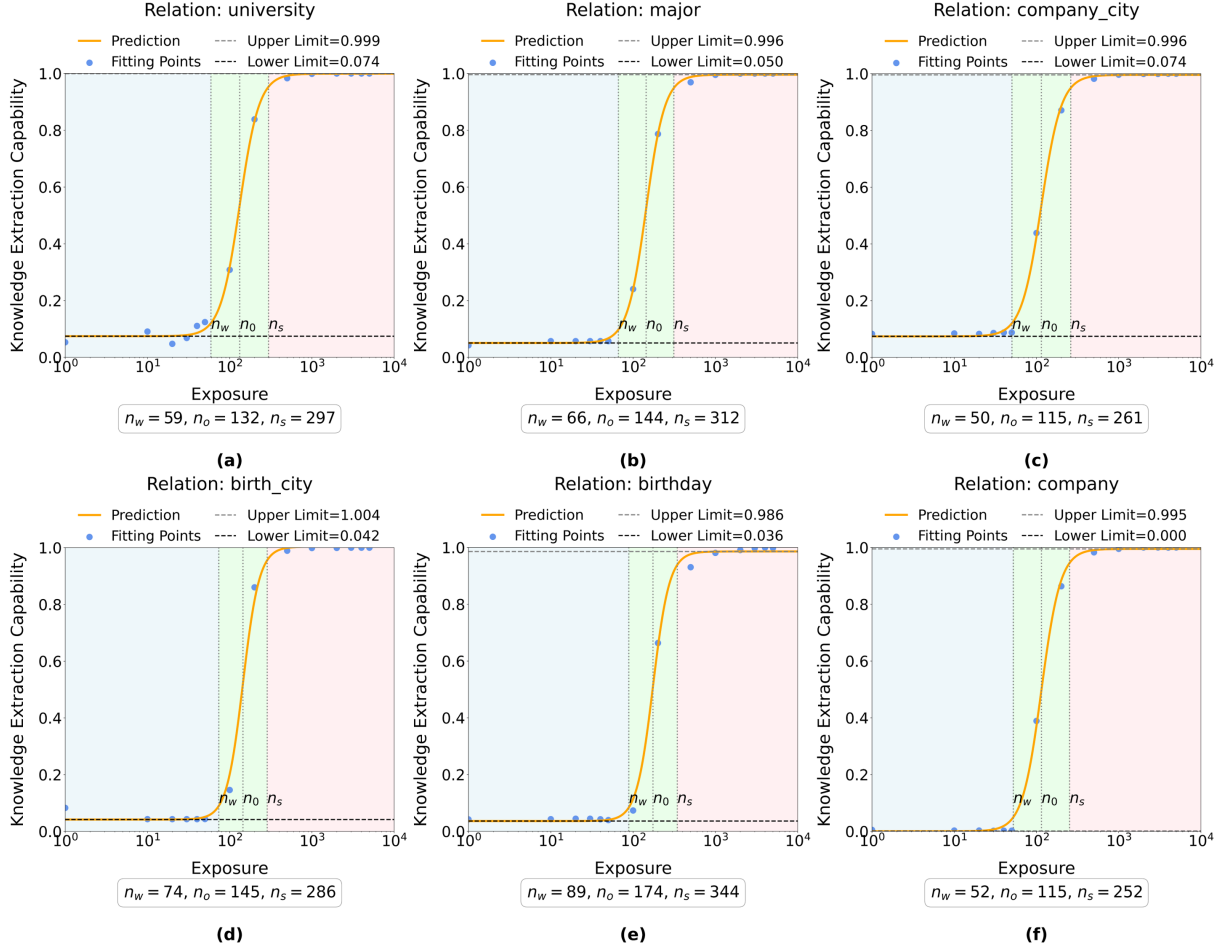 Relation: university
Prediction
Upper Limit=0.999
Fitting Points
Lower Limit=0.074
Knowledge Extraction Capability
1.0
0.8
0.6
0.4
0.2
0.0
n_w n_0 n_s
10^0 10^1 10^2 10^3 10^4
Exposure
n_w = 59, n_o = 132, n_s = 297
(a)
Relation: major
Prediction
Upper Limit=0.996
Fitting Points
Lower Limit=0.050
Knowledge Extraction Capability
1.0
0.8
0.6
0.4
0.2
0.0
n_w n_0 n_s
10^0 10^1 10^2 10^3 10^4
Exposure
n_w = 66, n_o = 144, n_s = 312
(b)
Relation: company_city
Prediction
Upper Limit=0.996
Fitting Points
Lower Limit=0.074
Knowledge Extraction Capability
1.0
0.8
0.6
0.4
0.2
0.0
n_w n_0 n_s
10^0 10^1 10^2 10^3 10^4
Exposure
n_w = 50, n_o = 115, n_s = 261
(c)
Relation: birth_city
Prediction
Upper Limit=1.004
Fitting Points
Lower Limit=0.042
Knowledge Extraction Capability
1.0
0.8
0.6
0.4
0.2
0.0
n_w n_0 n_s
10^0 10^1 10^2 10^3 10^4
Exposure
n_w = 74, n_o = 145, n_s = 286
(d)
Relation: birthday
Prediction
Upper Limit=0.986
Fitting Points
Lower Limit=0.036
Knowledge Extraction Capability
1.0
0.8
0.6
0.4
0.2
0.0
n_w n_0 n_s
10^0 10^1 10^2 10^3 10^4
Exposure
n_w = 89, n_o = 174, n_s = 344
(e)
Relation: company
Prediction
Upper Limit=0.995
Fitting Points
Lower Limit=0.000
Knowledge Extraction Capability
1.0
0.8
0.6
0.4
0.2
0.0
n_w n_0 n_s
10^0 10^1 10^2 10^3 10^4
Exposure
n_w = 52, n_o = 115, n_s = 252
(f)